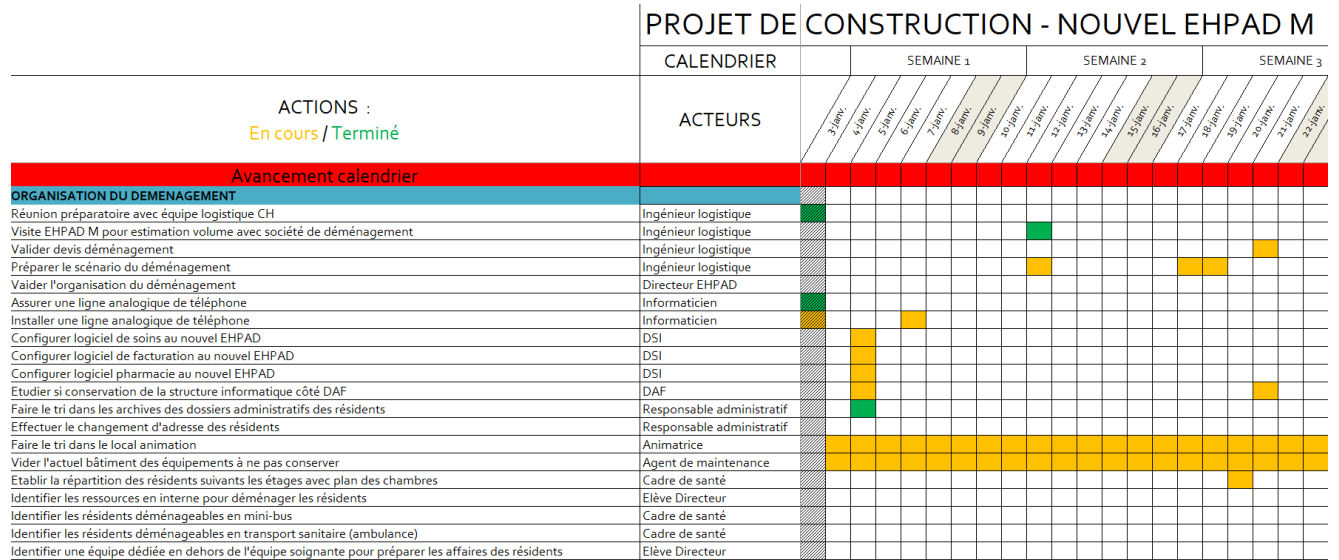 PROJET DE CONSTRUCTION - NOUVEL EHPAD M
CALENDRIER SEMAINE 1 SEMAINE 2 SEMAINE 3
ACTIONS :
En cours / Terminé
ACTEURS
3-janv. 4-janv. 5-janv. 6-janv. 7-janv. 8-janv. 9-janv. 10-janv. 11-janv. 12-janv. 13-janv. 14-janv. 15-janv. 16-janv. 17-janv. 18-janv. 19-janv. 20-janv. 21-janv. 22-janv.
Avancement calendrier
ORGANISATION DU DEMENAGEMENT
Réunion préparatoire avec équipe logistique CH Ingénieur logistique
Visite EHPAD M pour estimation volume avec société de déménagement Ingénieur logistique
Valider devis déménagement Ingénieur logistique
Préparer le scénario du déménagement Ingénieur logistique
Vaider l'organisation du déménagement Directeur EHPAD
Assurer une ligne analogique de téléphone Informaticien
Installer une ligne analogique de téléphone Informaticien
Configurer logiciel de soins au nouvel EHPAD DSI
Configurer logiciel de facturation au nouvel EHPAD DSI
Configurer logiciel pharmacie au nouvel EHPAD DSI
Etudier si conservation de la structure informatique côté DAF DAF
Faire le tri dans les archives des dossiers administratifs des résidents Responsable administratif
Effectuer le changement d'adresse des résidents Responsable administratif
Faire le tri dans le local animation Animatrice
Vider l'actuel bâtiment des équipements à ne pas conserver Agent de maintenance
Etablir la répartition des résidents suivants les étages avec plan des chambres Cadre de santé
Identifier les ressources en interne pour déménager les résidents Elève Directeur
Identifier les résidents déménageables en mini-bus Cadre de santé
Identifier les résidents déménageables en transport sanitaire (ambulance) Cadre de santé
Identifier une équipe dédiée en dehors de l'équipe soignante pour préparer les affaires des résidents Elève Directeur